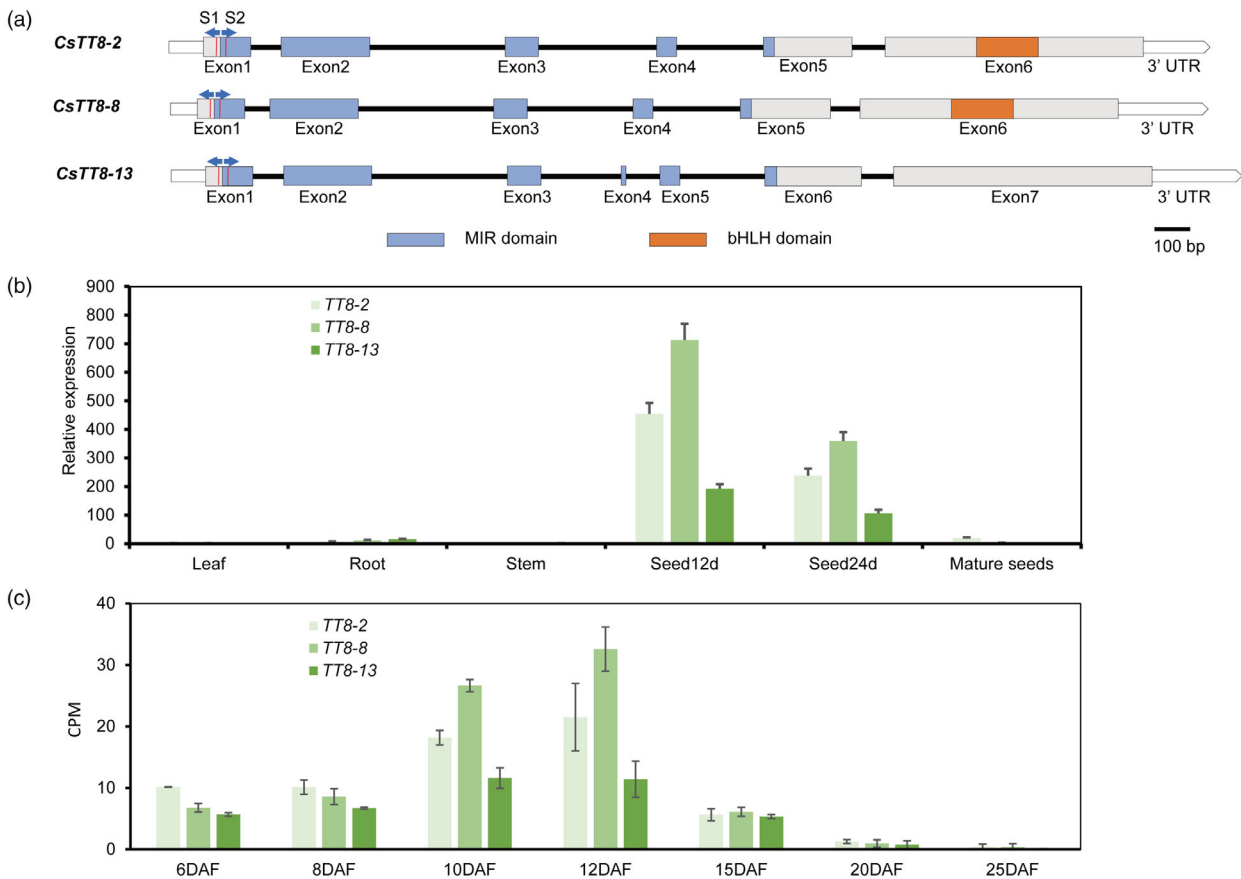 (a)
S1 S2
CsTT8-2
Exon1 Exon2 Exon3 Exon4 Exon5 Exon6 3' UTR
CsTT8-8
Exon1 Exon2 Exon3 Exon4 Exon5 Exon6 3' UTR
CsTT8-13
Exon1 Exon2 Exon3 Exon4 Exon5 Exon6 Exon7 3' UTR
MIR domain bHLH domain 100 bp
(b)
Relative expression
900
800
700
600
500
400
300
200
100
0
TT8-2
TT8-8
TT8-13
Leaf Root Stem Seed12d Seed24d Mature seeds
(c)
CPM
40
30
20
10
0
TT8-2
TT8-8
TT8-13
6DAF 8DAF 10DAF 12DAF 15DAF 20DAF 25DAF